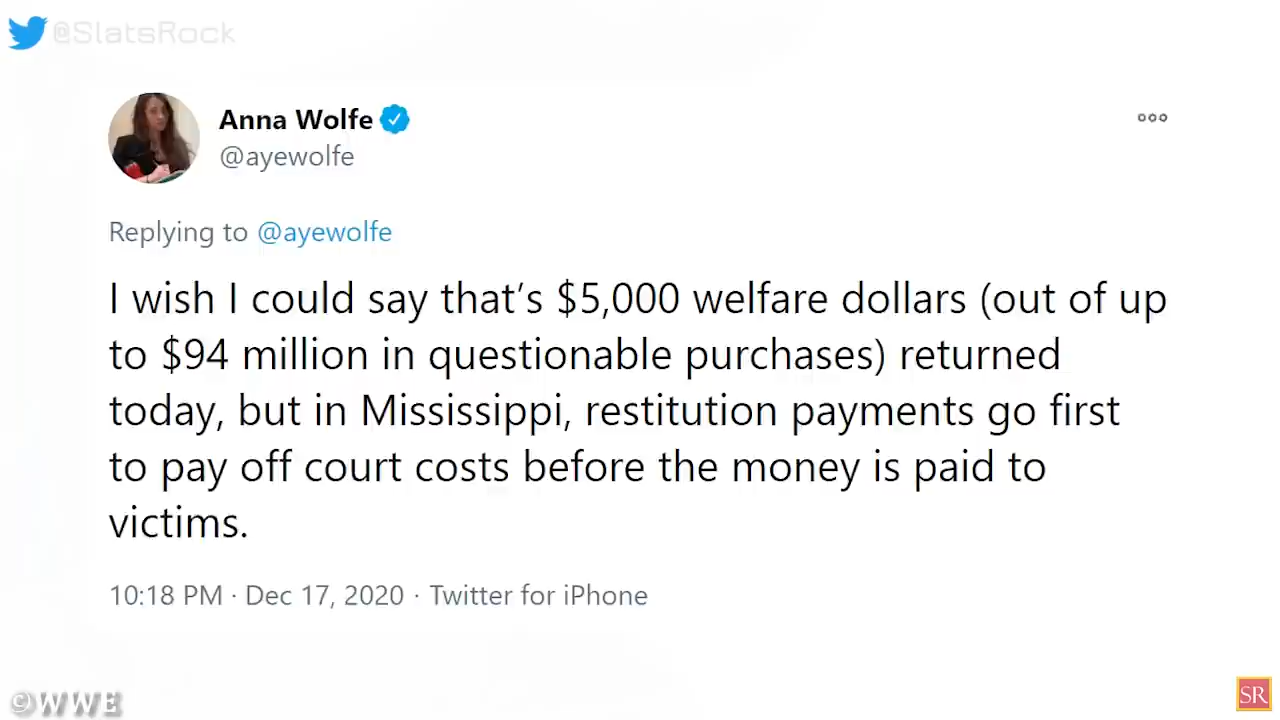 @SlatsRock
Anna Wolfe
@ayewolfe
Replying to @ayewolfe
I wish I could say that's $5,000 welfare dollars (out of up
to $94 million in questionable purchases) returned
today, but in Mississippi, restitution payments go first
to pay off court costs before the money is paid to
victims.
10:18 PM · Dec 17, 2020 · Twitter for iPhone
©WWE
SR